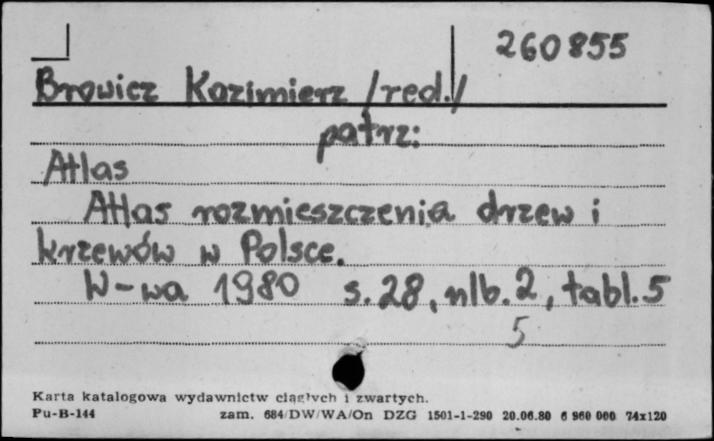 260855
Browicz Kazimierz /red./
patrz:
Atlas
Atlas rozmieszczenia drzew i
krzewów w Polsce.
W-wa 1980 s.28, nlb.2, tabl.5
5
Karta katalogowa wydawnictw ciągłych i zwartych.
Pu-B-144 zam. 684/DW/WA/On DZG 1501-1-290 20.06.80 6 960 000 74x120